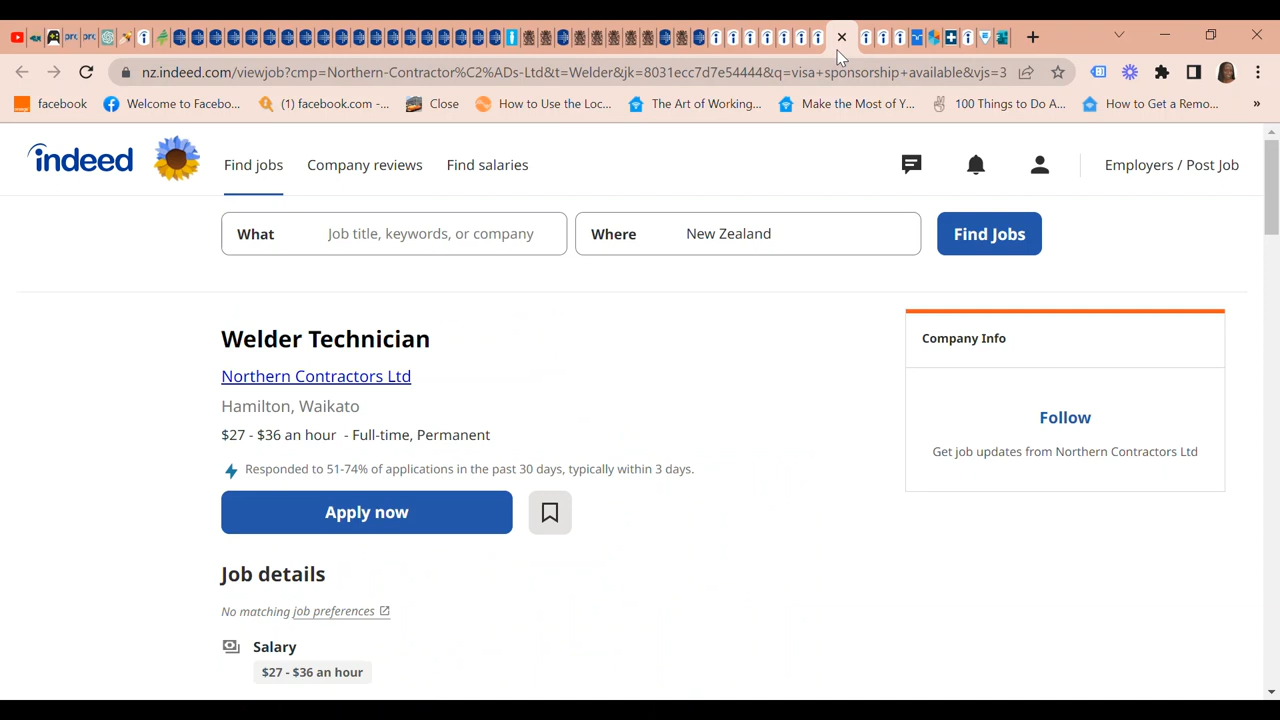 nz.indeed.com/viewjob?cmp=Northern-Contractor%C2%ADs-Ltd&t=Welder&jk=8031ecc7d7e54444&q=visa+sponsorship+available&vjs=3
facebook
Welcome to Facebo...
(1) facebook.com -...
Close
How to Use the Loc...
The Art of Working...
Make the Most of Y...
100 Things to Do A...
How to Get a Remo...
»
indeed
Find jobs
Company reviews
Find salaries
Employers / Post Job
What
Job title, keywords, or company
Where
New Zealand
Find Jobs
Welder Technician
Northern Contractors Ltd
Hamilton, Waikato
$27 - $36 an hour - Full-time, Permanent
Responded to 51-74% of applications in the past 30 days, typically within 3 days.
Apply now
Company Info
Follow
Get job updates from Northern Contractors Ltd
Job details
No matching job preferences
Salary
$27 - $36 an hour